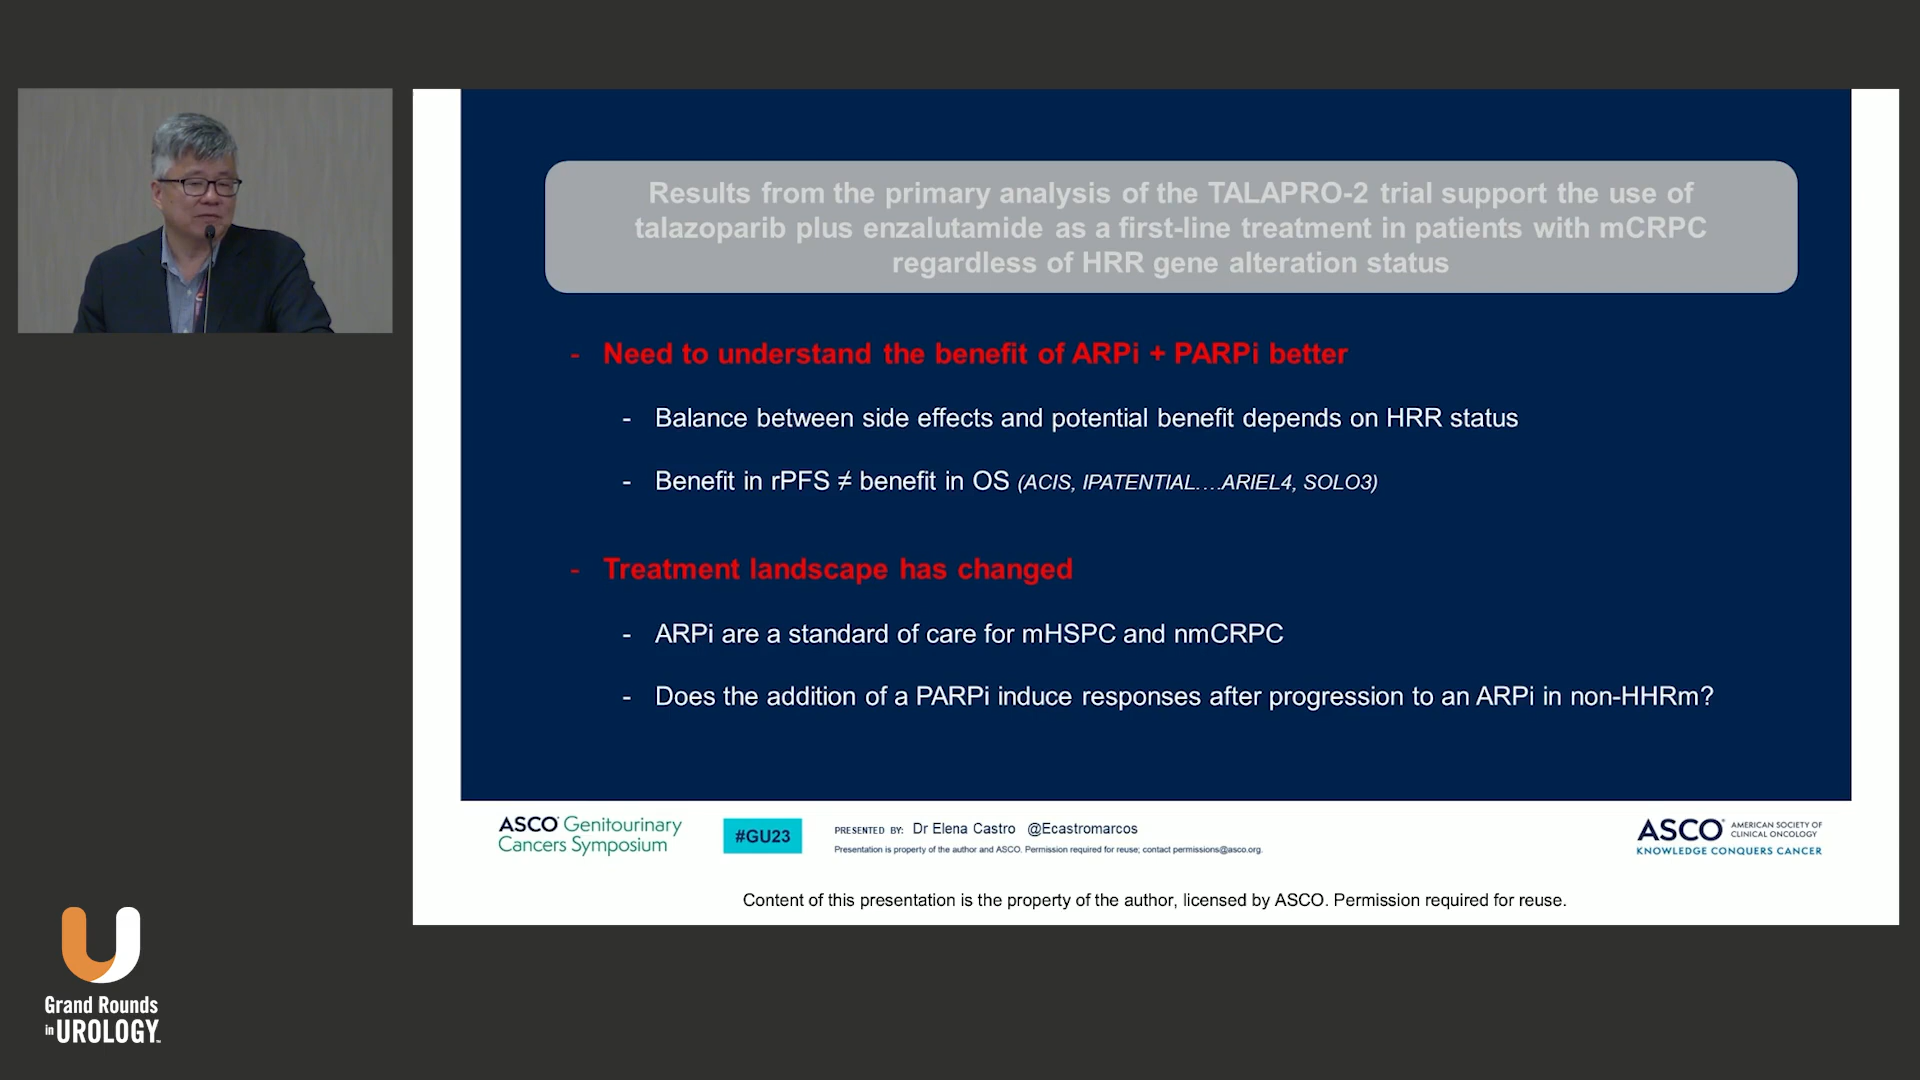 Results from the primary analysis of the TALAPRO-2 trial support the use of
talazoparib plus enzalutamide as a first-line treatment in patients with mCRPC
regardless of HRR gene alteration status
- Need to understand the benefit of ARPi + PARPi better
- Balance between side effects and potential benefit depends on HRR status
- Benefit in rPFS ≠ benefit in OS (ACIS, IPATENTIAL….ARIEL4, SOLO3)
- Treatment landscape has changed
- ARPi are a standard of care for mHSPC and nmCRPC
- Does the addition of a PARPi induce responses after progression to an ARPi in non-HHRm?
ASCO® Genitourinary
Cancers Symposium
#GU23
PRESENTED BY: Dr Elena Castro @Ecastromarcos
Presentation is property of the author and ASCO. Permission required for reuse; contact permissions@asco.org.
ASCO® AMERICAN SOCIETY OF
CLINICAL ONCOLOGY
KNOWLEDGE CONQUERS CANCER
Content of this presentation is the property of the author, licensed by ASCO. Permission required for reuse.
Grand Rounds
in UROLOGY™